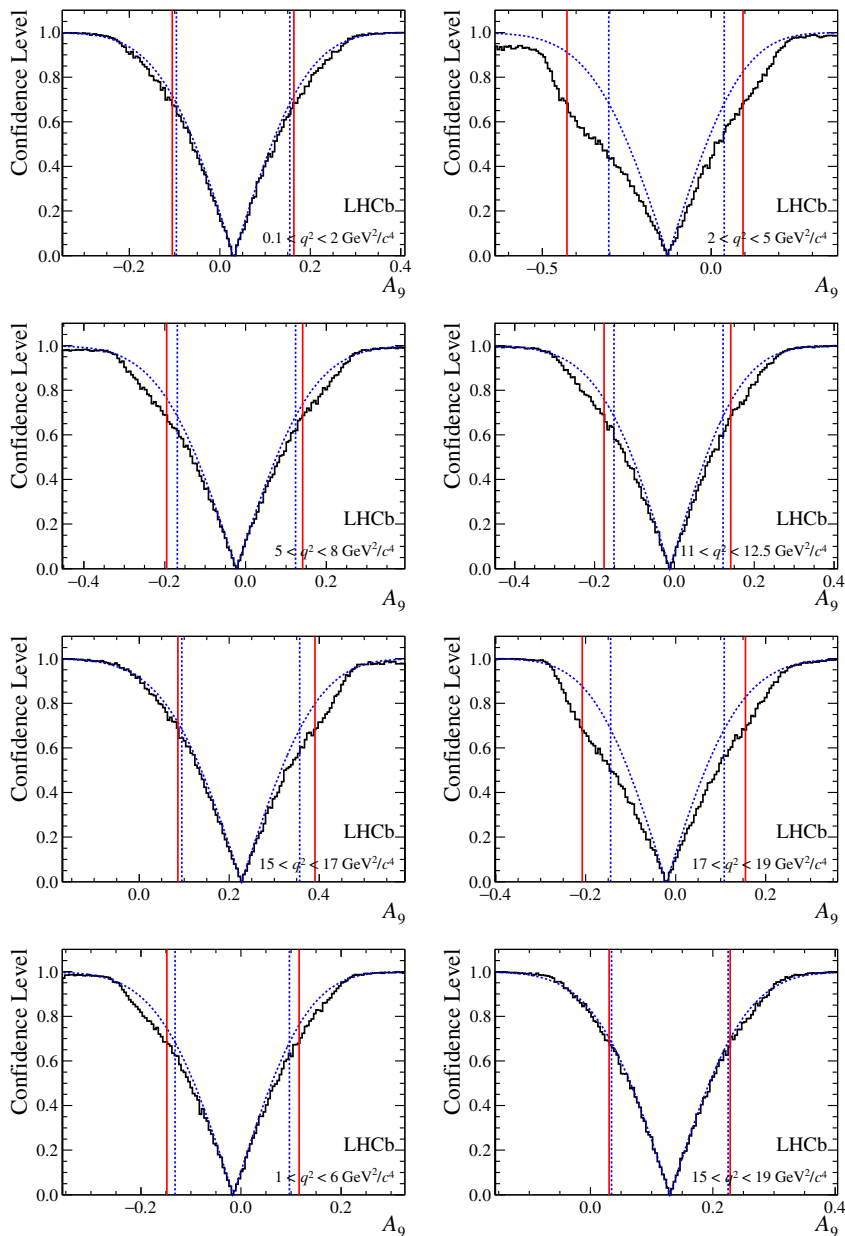 Confidence Level
1.0
0.8
0.6
0.4
0.2
0.0
LHCb
0.1 < q² < 2 GeV²/c⁴
−0.2 0.0 0.2 0.4
A₉
Confidence Level
1.0
0.8
0.6
0.4
0.2
0.0
LHCb
2 < q² < 5 GeV²/c⁴
−0.5 0.0
A₉
Confidence Level
1.0
0.8
0.6
0.4
0.2
0.0
LHCb
5 < q² < 8 GeV²/c⁴
−0.4 −0.2 0.0 0.2
A₉
Confidence Level
1.0
0.8
0.6
0.4
0.2
0.0
LHCb
11 < q² < 12.5 GeV²/c⁴
−0.4 −0.2 0.0 0.2 0.4
A₉
Confidence Level
1.0
0.8
0.6
0.4
0.2
0.0
LHCb
15 < q² < 17 GeV²/c⁴
0.0 0.2 0.4
A₉
Confidence Level
1.0
0.8
0.6
0.4
0.2
0.0
LHCb
17 < q² < 19 GeV²/c⁴
−0.4 −0.2 0.0 0.2
A₉
Confidence Level
1.0
0.8
0.6
0.4
0.2
0.0
LHCb
1 < q² < 6 GeV²/c⁴
−0.2 0.0 0.2
A₉
Confidence Level
1.0
0.8
0.6
0.4
0.2
0.0
LHCb
15 < q² < 19 GeV²/c⁴
0.0 0.2 0.4
A₉